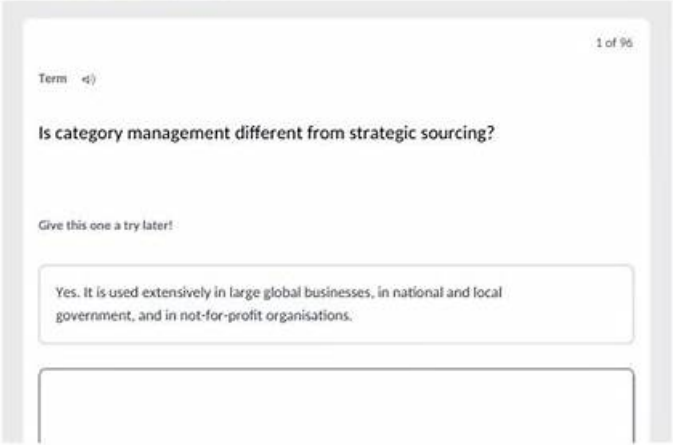 1 of 96
Term
Is category management different from strategic sourcing?
Give this one a try later!
Yes. It is used extensively in large global businesses, in national and local
government, and in not-for-profit organisations.